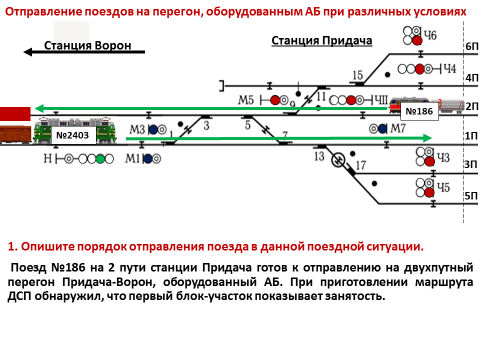 Отправление поездов на перегон, оборудованным АБ при различных условиях
Станция Ворон
Станция Придача
Ч6
6П
15
Ч4
4П
М5
9
11
ЧII
№186
2П
№2403
М3
1
3
5
7
М7
1П
Н
М1
13
17
Ч3
3П
Ч5
5П
1. Опишите порядок отправления поезда в данной поездной ситуации.
Поезд №186 на 2 пути станции Придача готов к отправлению на двухпутный
перегон Придача-Ворон, оборудованный АБ. При приготовлении маршрута
ДСП обнаружил, что первый блок-участок показывает занятость.